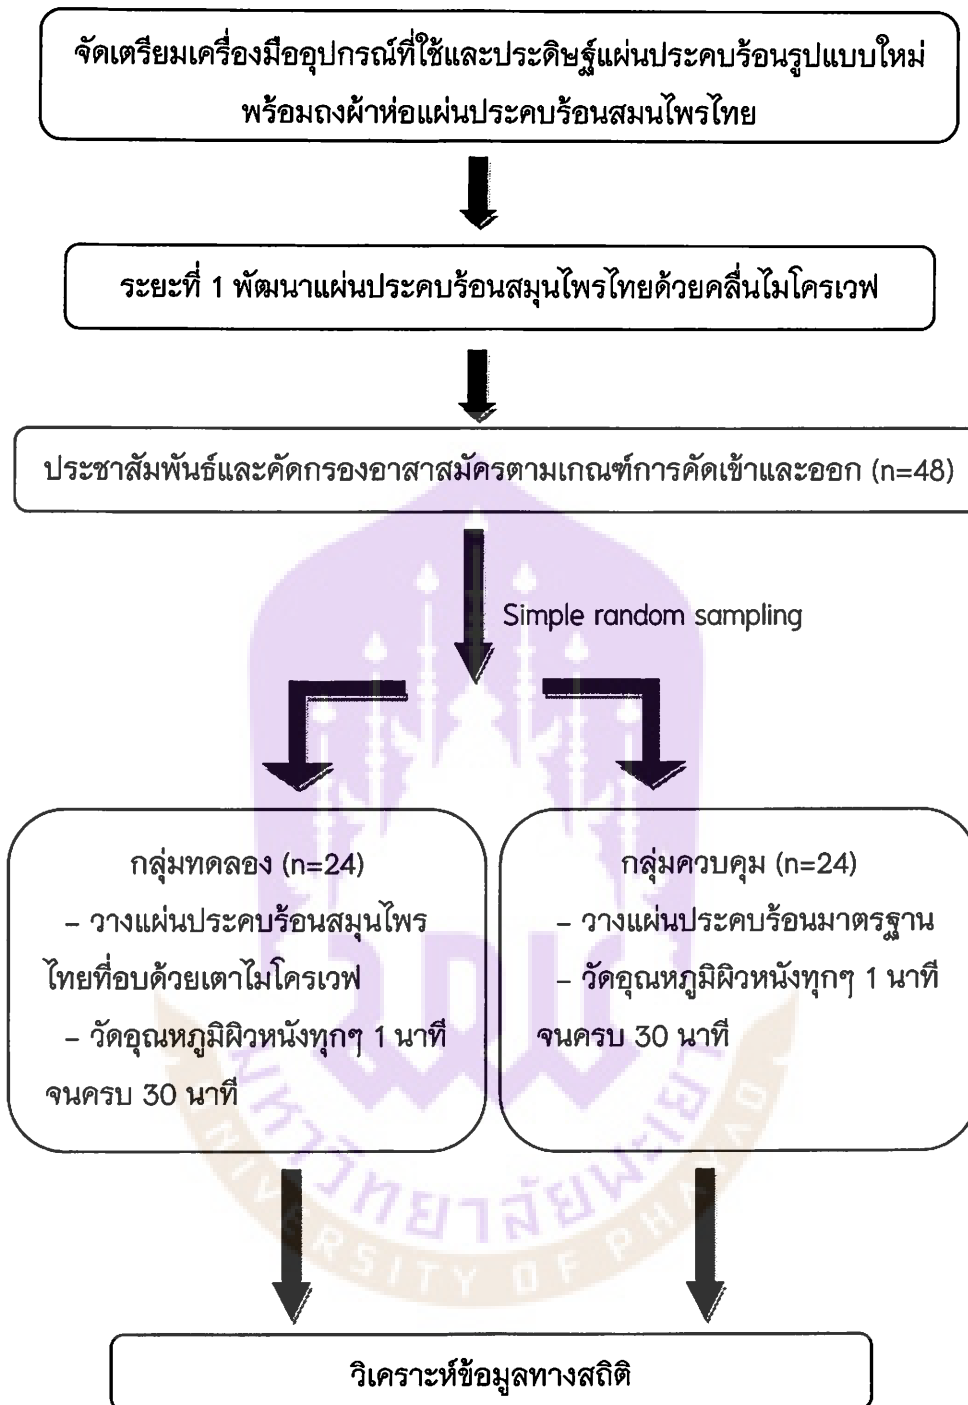 จัดเตรียมเครื่องมืออุปกรณ์ที่ใช้และประดิษฐ์แผ่นประคบร้อนรูปแบบใหม่
พร้อมถงผ้าห่อแผ่นประคบร้อนสมนไพรไทย
ระยะที่ 1 พัฒนาแผ่นประคบร้อนสมุนไพรไทยด้วยคลื่นไมโครเวฟ
ประชาสัมพันธ์และคัดกรองอาสาสมัครตามเกณฑ์การคัดเข้าและออก (n=48)
Simple random sampling
กลุ่มทดลอง (n=24)
– วางแผ่นประคบร้อนสมุนไพร
ไทยที่อบด้วยเตาไมโครเวฟ
– วัดอุณหภูมิผิวหนังทุกๆ 1 นาที
จนครบ 30 นาที
กลุ่มควบคุม (n=24)
– วางแผ่นประคบร้อนมาตรฐาน
– วัดอุณหภูมิผิวหนังทุกๆ 1 นาที
จนครบ 30 นาที
มหาวิทยาลัยพะเยา
UNIVERSITY OF PHAYAO
วิเคราะห์ข้อมูลทางสถิติ